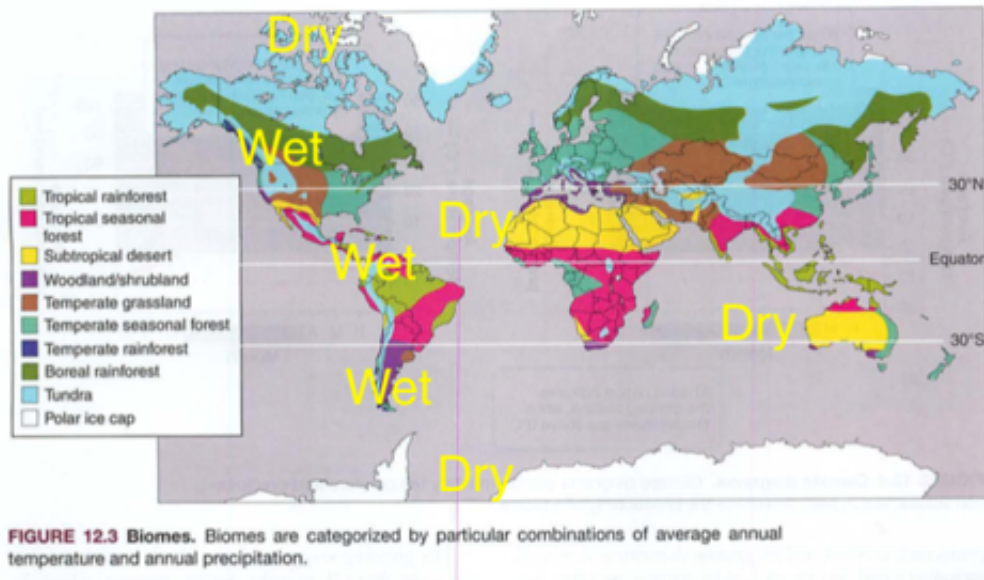 Dry
Wet
Tropical rainforest
Tropical seasonal
forest
Subtropical desert
Woodland/shrubland
Temperate grassland
Temperate seasonal forest
Temperate rainforest
Boreal rainforest
Tundra
Polar ice cap
30°N
Dry
Wet
Equator
Dry
30°S
Wet
Dry
FIGURE 12.3 Biomes. Biomes are categorized by particular combinations of average annual
temperature and annual precipitation.